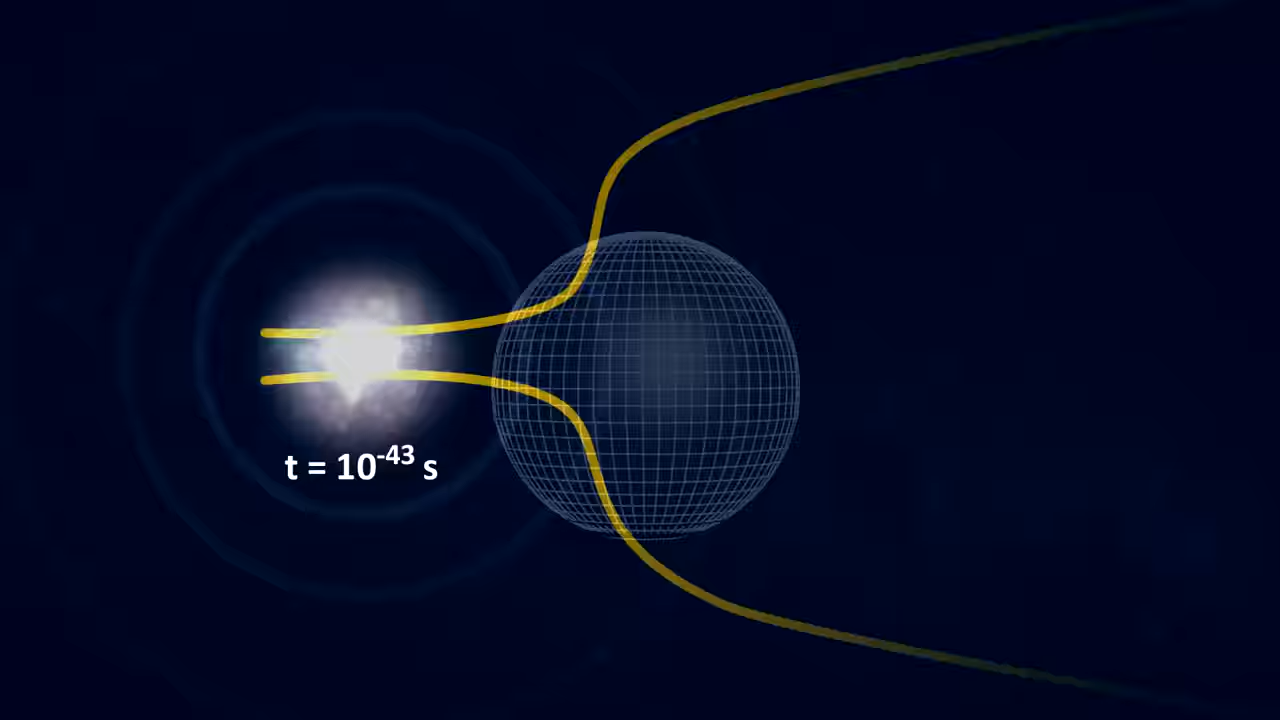 t = 10⁻⁴³ s